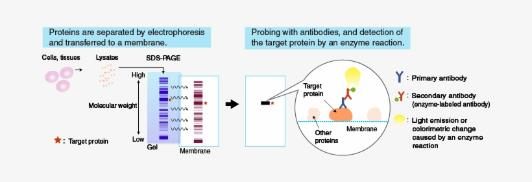 Proteins are separated by electrophoresis
and transferred to a membrane.
Probing with antibodies, and detection of
the target protein by an enzyme reaction.
Cells, tissues
Lysates
SDS-PAGE
High
Molecular weight
Low
Gel
Membrane
: Target protein
Target
protein
Other
proteins
Membrane
: Primary antibody
: Secondary antibody
(enzyme-labeled antibody)
: Light emission or
colorimetric change
caused by an enzyme
reaction